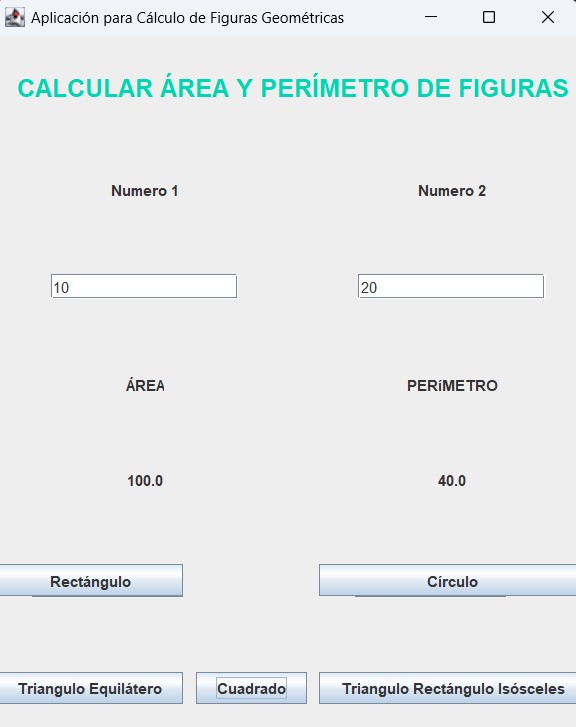 Aplicación para Cálculo de Figuras Geométricas
CALCULAR ÁREA Y PERÍMETRO DE FIGURAS
Numero 1 Numero 2
10 20
ÁREA PERíMETRO
100.0 40.0
Rectángulo Círculo
Triangulo Equilátero Cuadrado Triangulo Rectángulo Isósceles